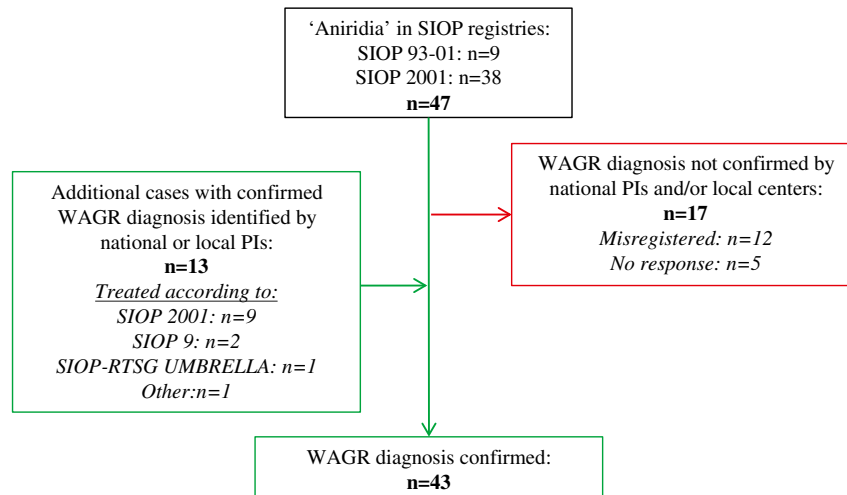 ‘Aniridia’ in SIOP registries:
SIOP 93-01: n=9
SIOP 2001: n=38
n=47
WAGR diagnosis not confirmed by
national PIs and/or local centers:
n=17
Misregistered: n=12
No response: n=5
Additional cases with confirmed
WAGR diagnosis identified by
national or local PIs:
n=13
Treated according to:
SIOP 2001: n=9
SIOP 9: n=2
SIOP-RTSG UMBRELLA: n=1
Other:n=1
WAGR diagnosis confirmed:
n=43